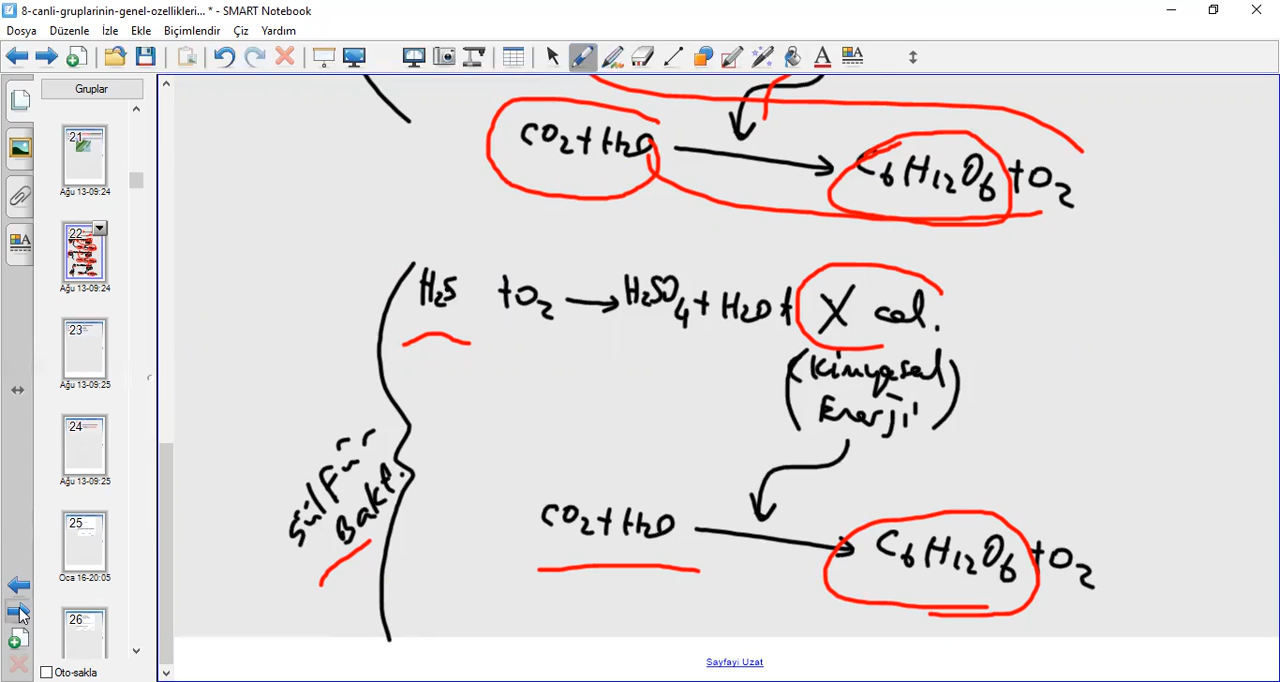 8-canli-gruplarinin-genel-ozellikleri... * - SMART Notebook
Dosya Düzenle İzle Ekle Biçimlendir Çiz Yardım
Gruplar
21
Ağu 13-09:24
22
Ağu 13-09:24
23
Ağu 13-09:25
24
Ağu 13-09:25
25
Oca 16-20:05
26
Oto-sakla
CO2+H2O C6H12O6+O2
H2S +O2 → H2SO4+H2O+ X cal.
(Kimyasal
Enerji)
Sülfür
Bakt.
CO2+H2O → C6H12O6+O2
Sayfayi Uzat